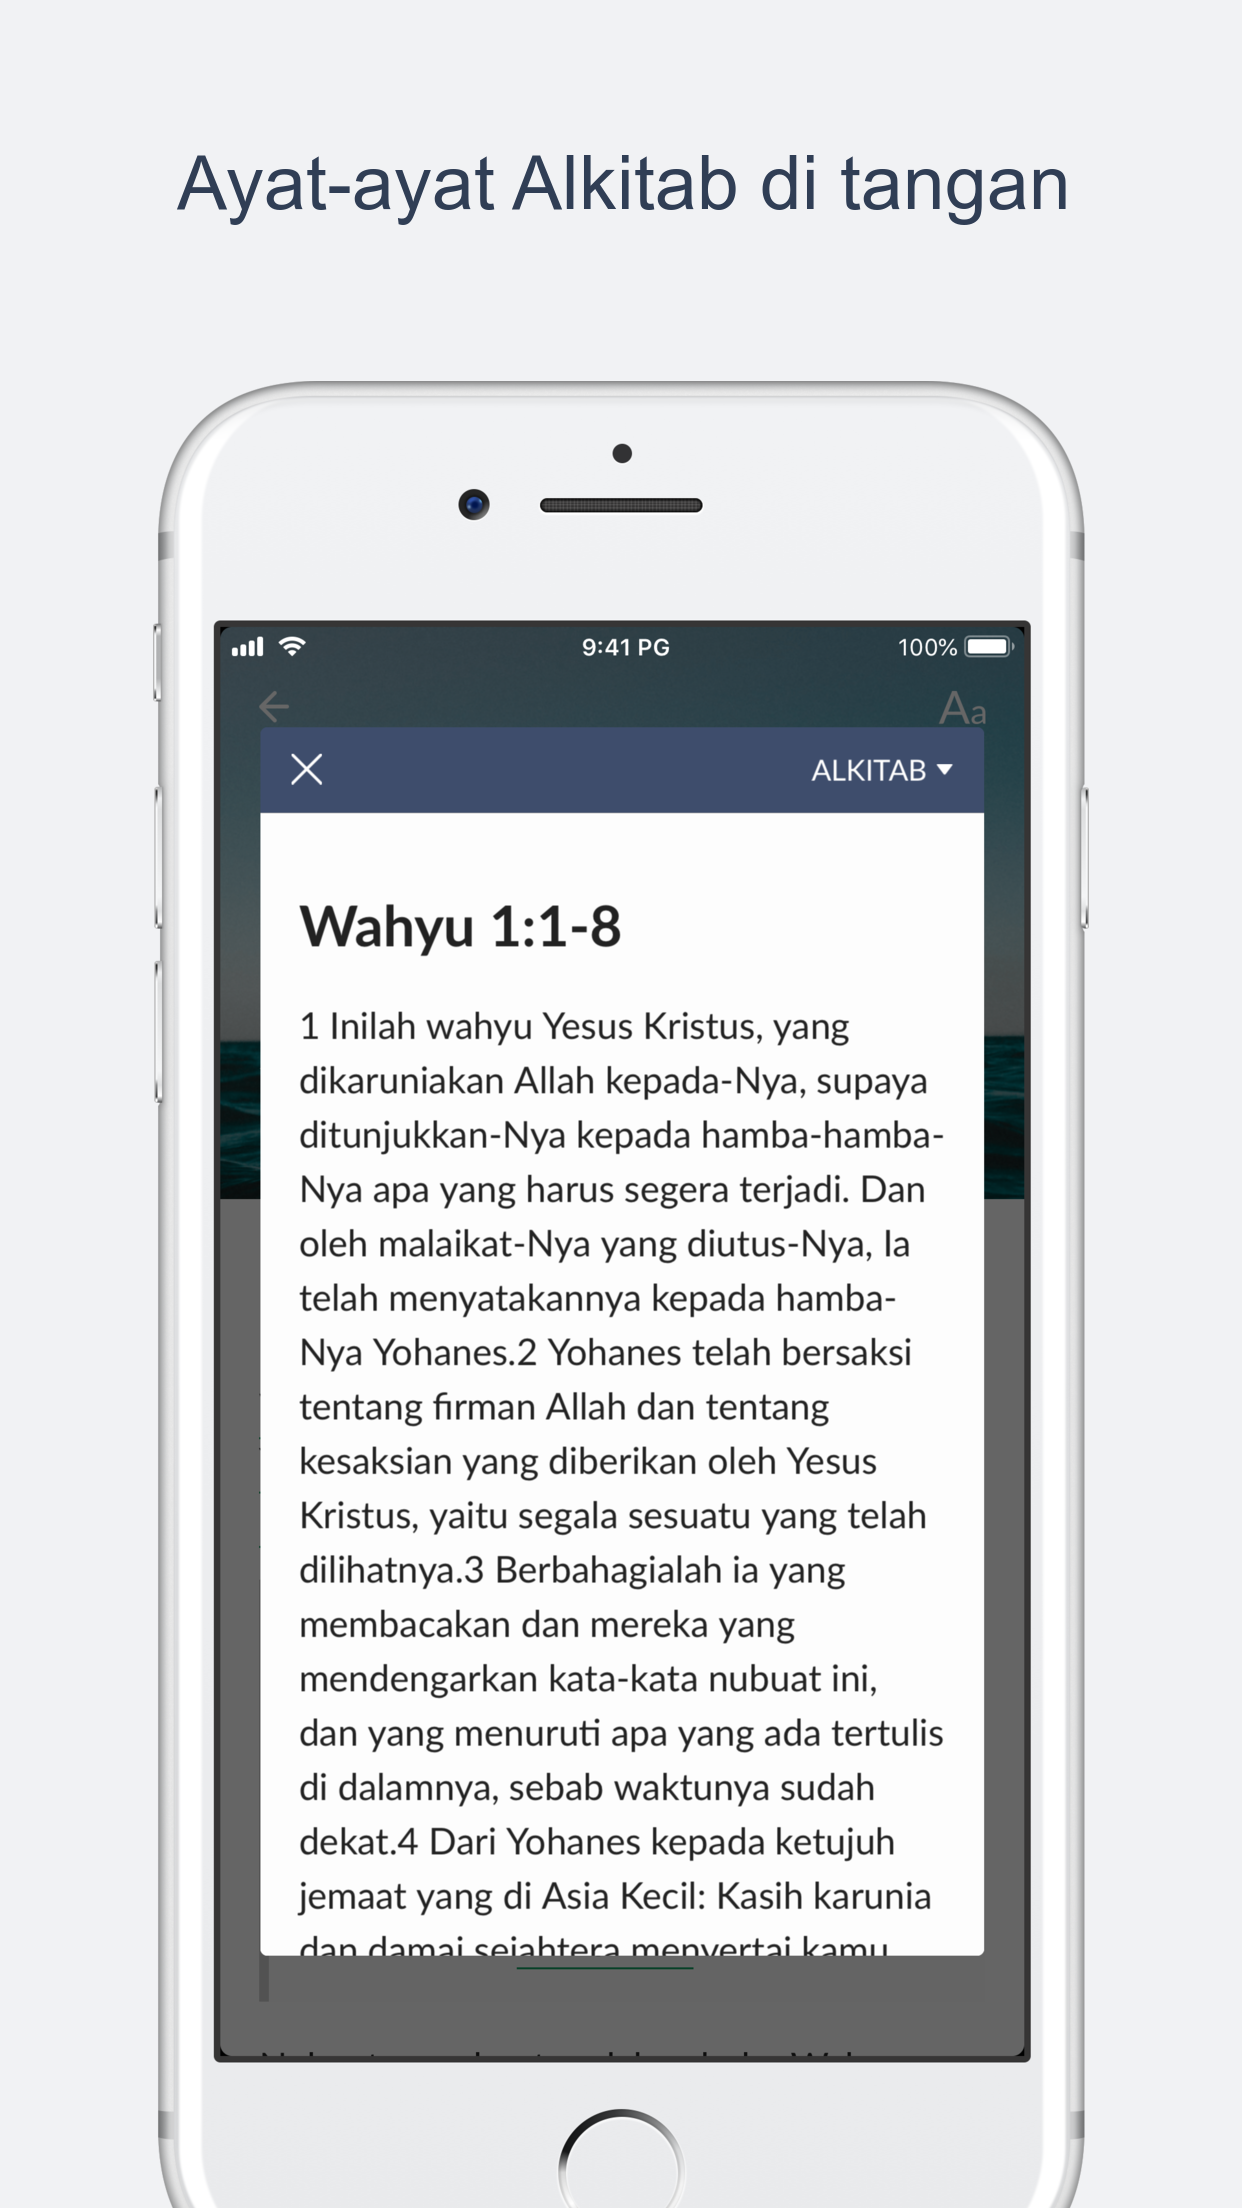 Ayat-ayat Alkitab di tangan
9:41 PG
100%
Aa
ALKITAB
Wahyu 1:1-8
1 Inilah wahyu Yesus Kristus, yang
dikaruniakan Allah kepada-Nya, supaya
ditunjukkan-Nya kepada hamba-hamba-
Nya apa yang harus segera terjadi. Dan
oleh malaikat-Nya yang diutus-Nya, Ia
telah menyatakannya kepada hamba-
Nya Yohanes.2 Yohanes telah bersaksi
tentang firman Allah dan tentang
kesaksian yang diberikan oleh Yesus
Kristus, yaitu segala sesuatu yang telah
dilihatnya.3 Berbahagialah ia yang
membacakan dan mereka yang
mendengarkan kata-kata nubuat ini,
dan yang menuruti apa yang ada tertulis
di dalamnya, sebab waktunya sudah
dekat.4 Dari Yohanes kepada ketujuh
jemaat yang di Asia Kecil: Kasih karunia
dan damai sejahtera menyertai kamu